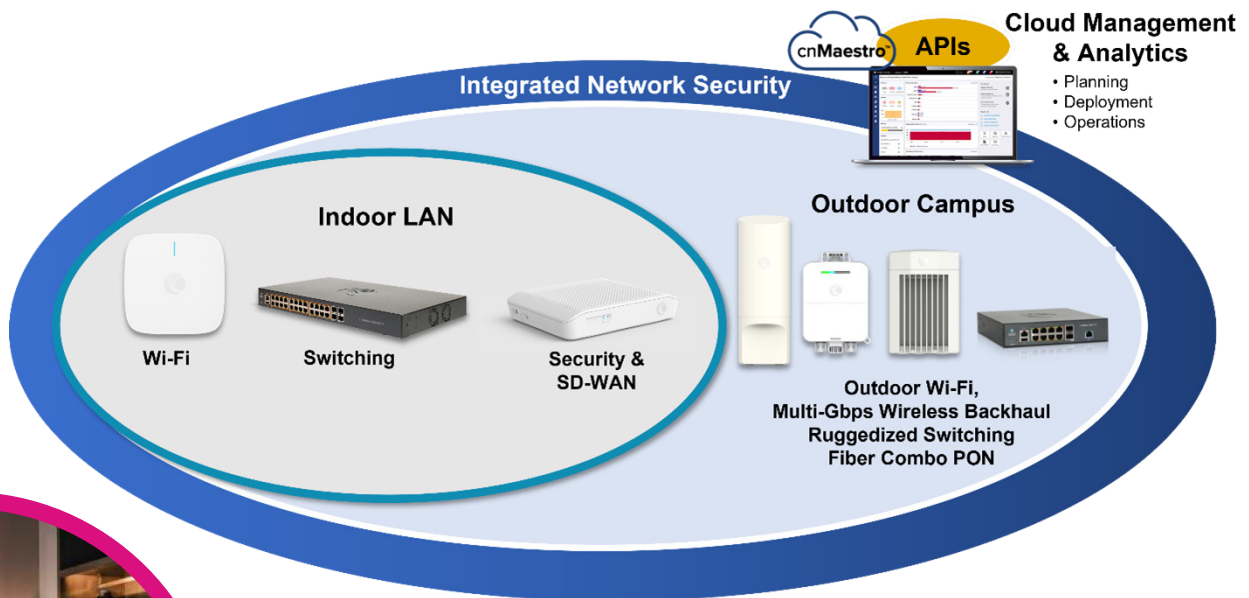 cnMaestro™
APIs
Cloud Management
& Analytics
• Planning
• Deployment
• Operations
Integrated Network Security
Indoor LAN
Wi-Fi
Switching
Security &
SD-WAN
Outdoor Campus
Outdoor Wi-Fi,
Multi-Gbps Wireless Backhaul
Ruggedized Switching
Fiber Combo PON